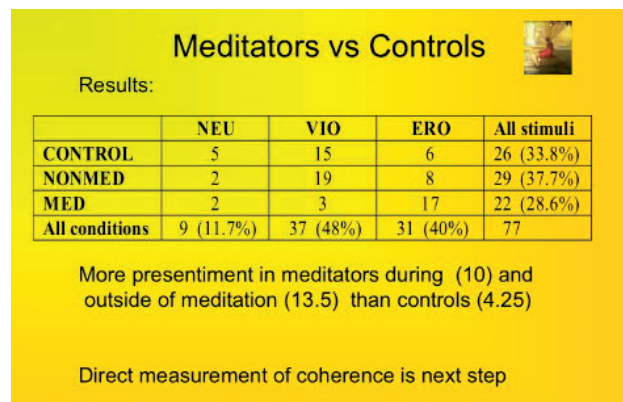 Meditators vs Controls
Results:
NEU VIO ERO All stimuli
CONTROL 5 15 6 26 (33.8%)
NONMED 2 19 8 29 (37.7%)
MED 2 3 17 22 (28.6%)
All conditions 9 (11.7%) 37 (48%) 31 (40%) 77
More presentiment in meditators during (10) and
outside of meditation (13.5) than controls (4.25)
Direct measurement of coherence is next step